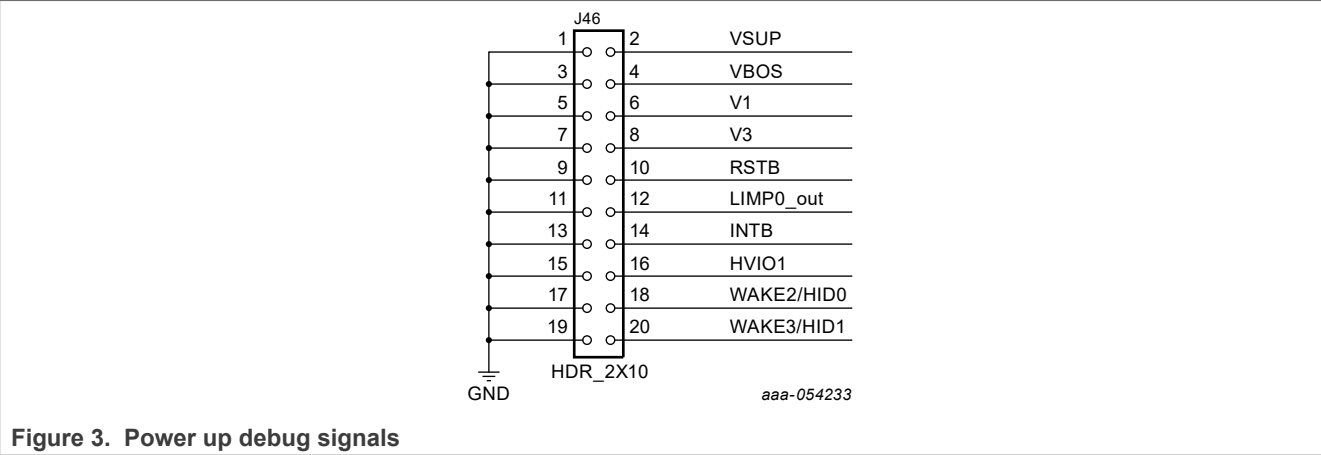 J46
1 2 VSUP
3 4 VBOS
5 6 V1
7 8 V3
9 10 RSTB
11 12 LIMP0_out
13 14 INTB
15 16 HVIO1
17 18 WAKE2/HID0
19 20 WAKE3/HID1
HDR_2X10
GND
aaa-054233
Figure 3. Power up debug signals